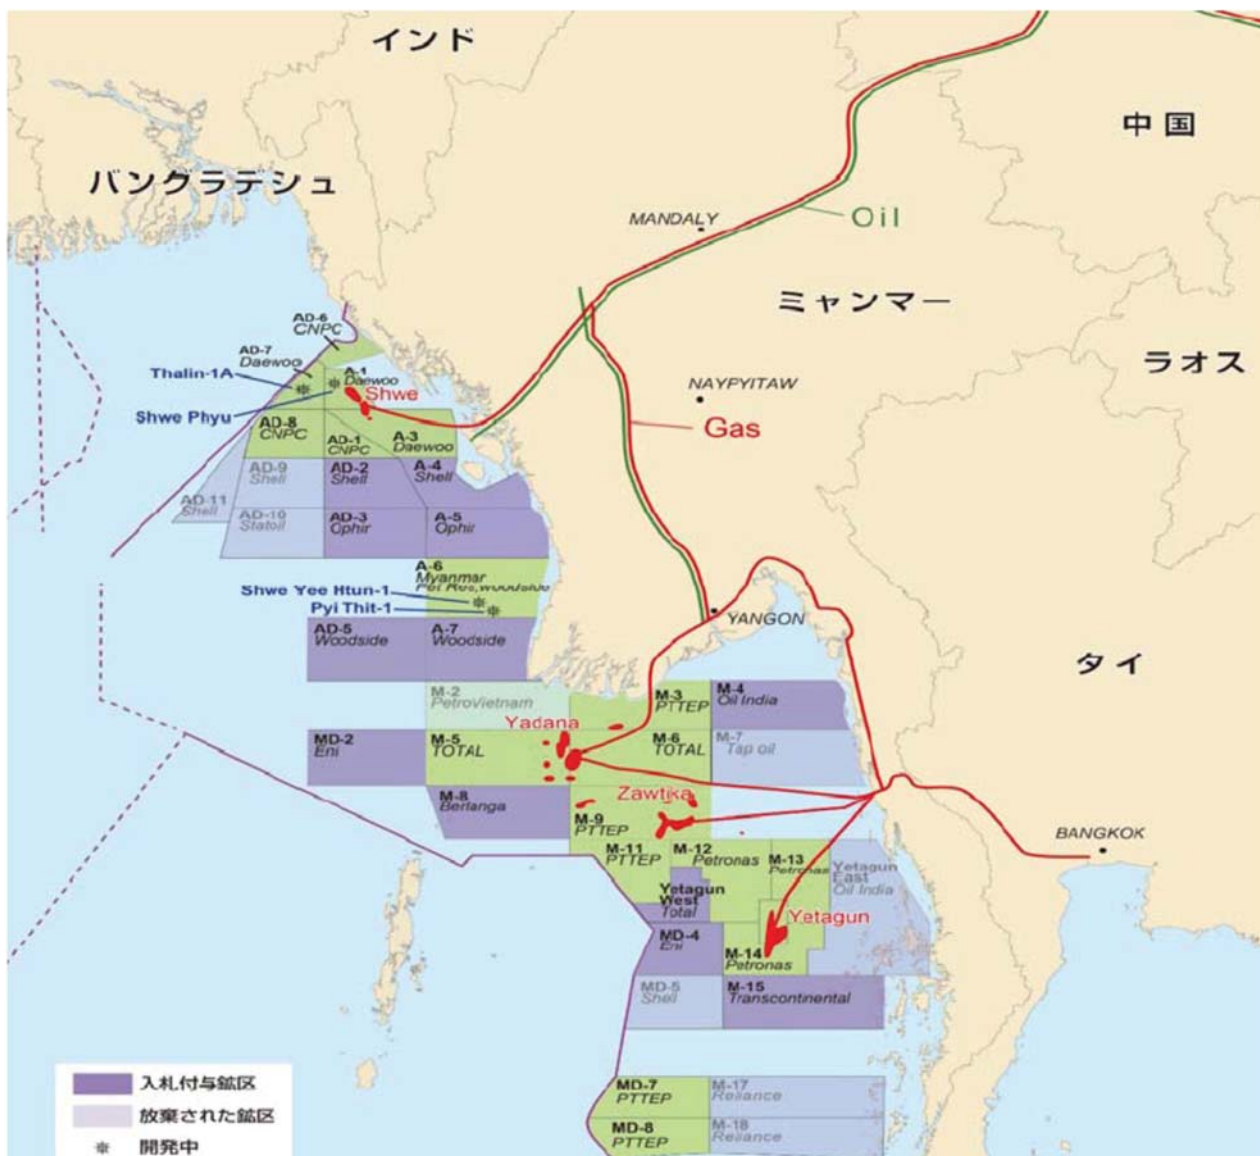 インド
中国
バングラテシュ
Oil
MANDALY
ミャンマー
ラオス
AD-6
CNPC
AD-7
Daewoo
Thalin-1A
A-1
Daewoo
Shwe
Shwe Phyu
NAYPYITAW
Gas
AD-8
CNPC
AD-1
CNPC
A-3
Daewoo
AD-9
Shell
AD-2
Shell
A-4
Shell
AD-11
Shell
AD-10
Statoil
AD-3
Ophir
A-5
Ophir
A-6
Myanmar
Pet Res,woodside
Shwe Yee Htun-1
Pyi Thit-1
YANGON
AD-5
Woodside
A-7
Woodside
タイ
M-2
PetroVietnam
M-3
PTTEP
M-4
Oil India
Yadana
MD-2
Eni
M-5
TOTAL
M-6
TOTAL
M-7
Tap oil
M-8
Berlanga
Zawtika
M-9
PTTEP
BANGKOK
M-11
PTTEP
M-12
Petronas
M-13
Petronas
Yetagun
East
Oil India
Yetagun
West
Total
Yetagun
MD-4
Eni
M-14
Petronas
MD-5
Shell
M-15
Transcontinental
MD-7
PTTEP
M-17
Reliance
MD-8
PTTEP
M-18
Reliance
入札付与鉱区
放棄された鉱区
開発中